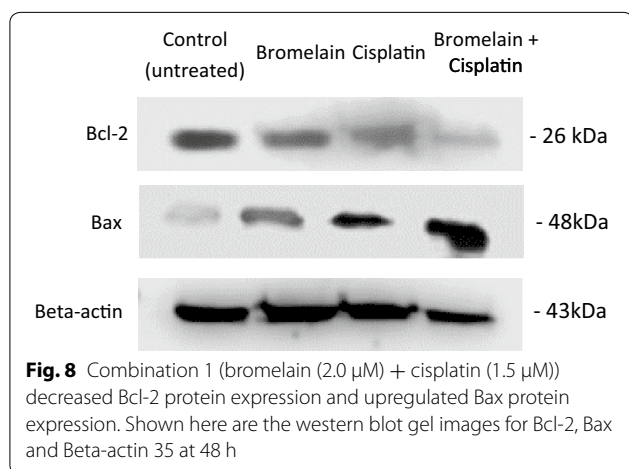 Control Bromelain Cisplatin Bromelain +
(untreated) Cisplatin
Bcl-2 - 26 kDa
Bax - 48kDa
Beta-actin - 43kDa
Fig. 8 Combination 1 (bromelain (2.0 µM) + cisplatin (1.5 µM))
decreased Bcl-2 protein expression and upregulated Bax protein
expression. Shown here are the western blot gel images for Bcl-2, Bax
and Beta-actin 35 at 48 h